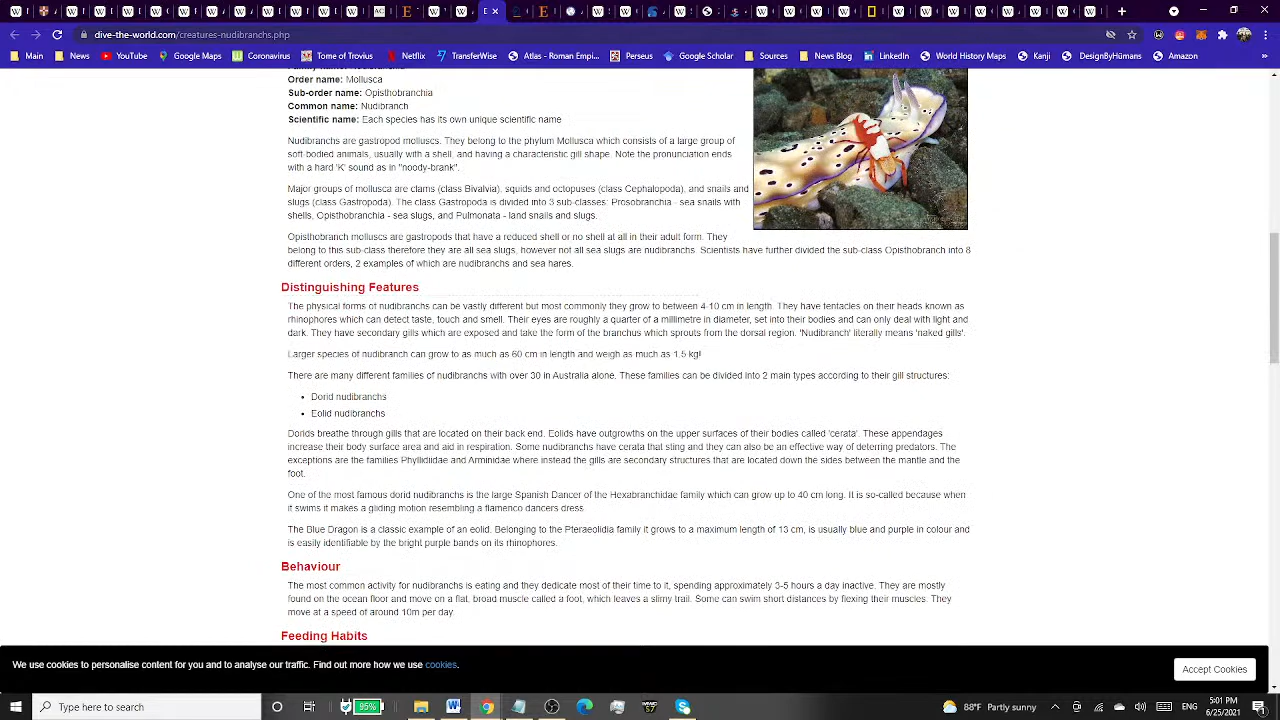 dive-the-world.com/creatures-nudibranchs.php
Main News YouTube Google Maps Coronavirus Tome of Trovius Netflix TransferWise Atlas - Roman Empi... Perseus Google Scholar Sources News Blog LinkedIn World History Maps Kanji DesignByHumans Amazon
Order name: Mollusca
Sub-order name: Opisthobranchia
Common name: Nudibranch
Scientific name: Each species has its own unique scientific name
Nudibranchs are gastropod molluscs. They belong to the phylum Mollusca which consists of a large group of
soft-bodied animals, usually with a shell, and having a characteristic gill shape. Note the pronunciation ends
with a hard 'K' sound as in "noody-brank".
Major groups of mollusca are clams (class Bivalvia), squids and octopuses (class Cephalopoda), and snails and
slugs (class Gastropoda). The class Gastropoda is divided into 3 sub-classes: Prosobranchia - sea snails with
shells, Opisthobranchia - sea slugs, and Pulmonata - land snails and slugs.
Opisthobranch molluscs are gastropods that have a reduced shell or no shell at all in their adult form. They
belong to this sub-class therefore they are all sea slugs, however not all sea slugs are nudibranchs. Scientists have further divided the sub-class Opisthobranch into 8
different orders, 2 examples of which are nudibranchs and sea hares.
Distinguishing Features
The physical forms of nudibranchs can be vastly different but most commonly they grow to between 4-10 cm in length. They have tentacles on their heads known as
rhinophores which can detect taste, touch and smell. Their eyes are roughly a quarter of a millimetre in diameter, set into their bodies and can only deal with light and
dark. They have secondary gills which are exposed and take the form of the branchus which sprouts from the dorsal region. 'Nudibranch' literally means 'naked gills'.
Larger species of nudibranch can grow to as much as 60 cm in length and weigh as much as 1.5 kg!
There are many different families of nudibranchs with over 30 in Australia alone. These families can be divided into 2 main types according to their gill structures:
• Dorid nudibranchs
• Eolid nudibranchs
Dorids breathe through gills that are located on their back end. Eolids have outgrowths on the upper surfaces of their bodies called 'cerata'. These appendages
increase their body surface area and aid in respiration. Some nudibranchs have cerata that sting and they can also be an effective way of deterring predators. The
exceptions are the families Phyllidiidae and Arminidae where instead the gills are secondary structures that are located down the sides between the mantle and the
foot.
One of the most famous dorid nudibranchs is the large Spanish Dancer of the Hexabranchidae family which can grow up to 40 cm long. It is so-called because when
it swims it makes a gliding motion resembling a flamenco dancers dress.
The Blue Dragon is a classic example of an eolid. Belonging to the Pteraeolidia family it grows to a maximum length of 13 cm, is usually blue and purple in colour and
is easily identifiable by the bright purple bands on its rhinophores.
Behaviour
The most common activity for nudibranchs is eating and they dedicate most of their time to it, spending approximately 3-5 hours a day inactive. They are mostly
found on the ocean floor and move on a flat, broad muscle called a foot, which leaves a slimy trail. Some can swim short distances by flexing their muscles. They
move at a speed of around 10m per day.
Feeding Habits
We use cookies to personalise content for you and to analyse our traffic. Find out more how we use cookies.
Accept Cookies
Type here to search
95%
88°F Partly sunny
ENG
5:01 PM
6/25/2021